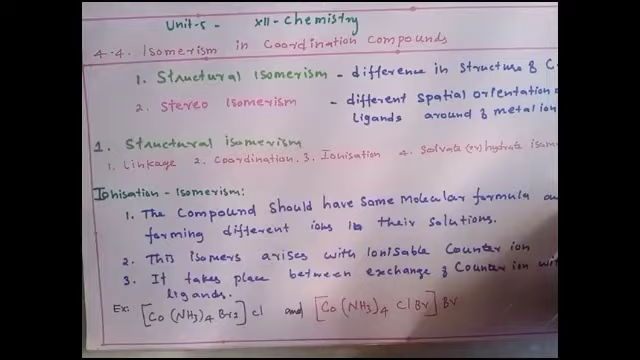 Unit-5 - XII - Chemistry
4.4. Isomerism in Coordination Compounds
1. Structural Isomerism - difference in structure of
2. Stereo Isomerism - different spatial orientation
ligands around of metal ion
1. Structural isomerism
1. Linkage 2. Coordination. 3. Ionisation 4. Solvate (or) hydrate
Ionisation - Isomerism:
1. The Compound Should have Same Molecular formula
forming different ions in their solutions.
2. This isomers arises with Ionisable Counter ion
3. It takes place between exchange of Counter ion
ligands.
Ex: [Co(NH3)4 Br2] Cl and [Co(NH3)4 Cl Br] Br